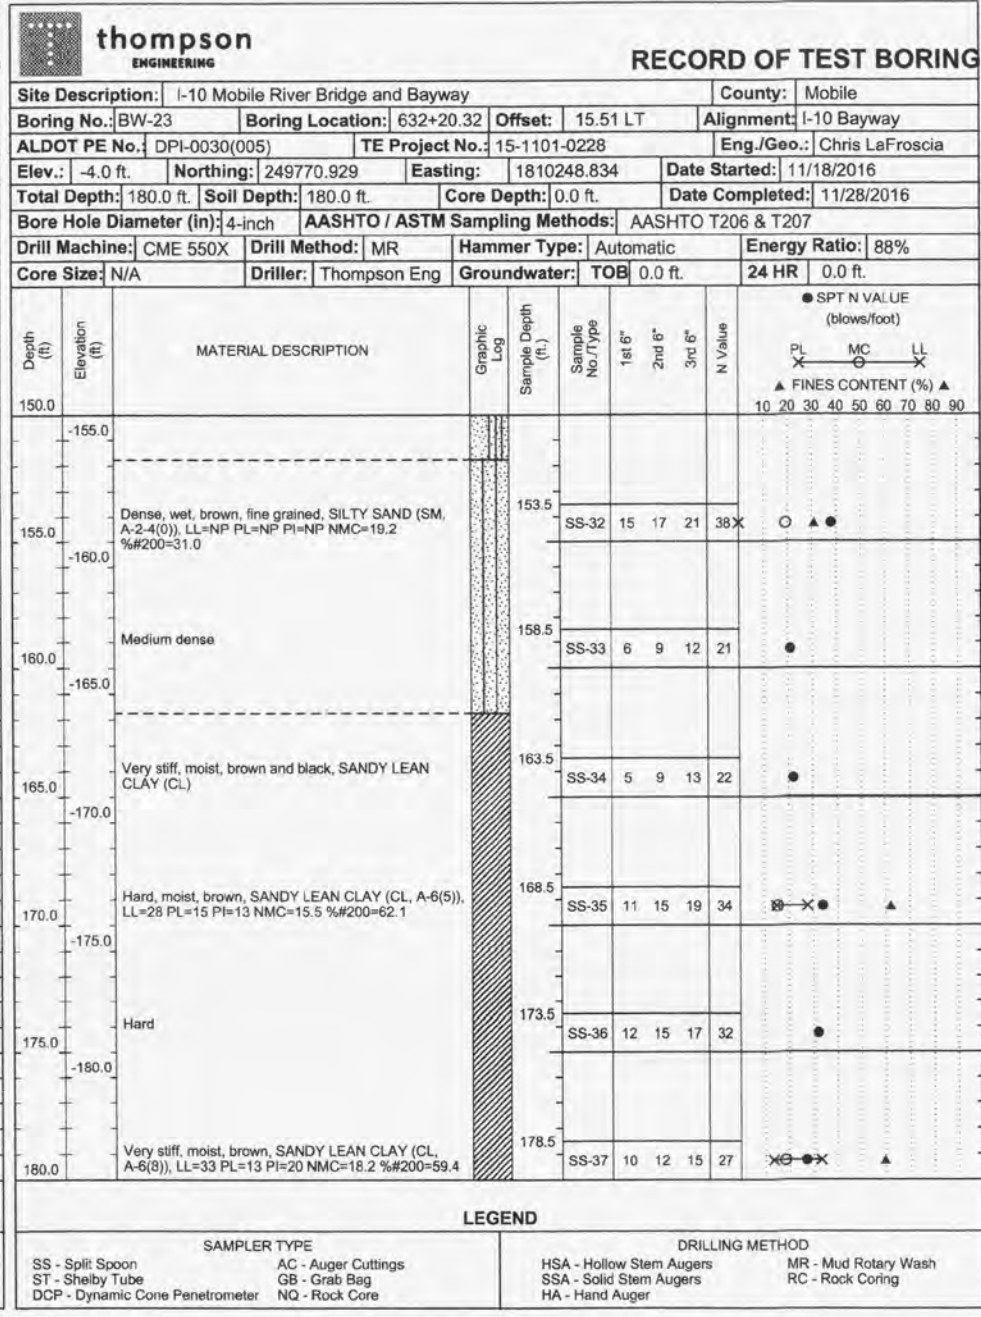 thompson
ENGINEERING
RECORD OF TEST BORING
Site Description: I-10 Mobile River Bridge and Bayway County: Mobile
Boring No.: BW-23 Boring Location: 632+20.32 Offset: 15.51 LT Alignment: I-10 Bayway
ALDOT PE No.: DPI-0030(005) TE Project No.: 15-1101-0228 Eng./Geo.: Chris LaFroscia
Elev.: -4.0 ft. Northing: 249770.929 Easting: 1810248.834 Date Started: 11/18/2016
Total Depth: 180.0 ft. Soil Depth: 180.0 ft. Core Depth: 0.0 ft. Date Completed: 11/28/2016
Bore Hole Diameter (in): 4-inch AASHTO / ASTM Sampling Methods: AASHTO T206 & T207
Drill Machine: CME 550X Drill Method: MR Hammer Type: Automatic Energy Ratio: 88%
Core Size: N/A Driller: Thompson Eng Groundwater: TOB 0.0 ft. 24 HR 0.0 ft.
Depth (ft) Elevation (ft) MATERIAL DESCRIPTION Graphic Log Sample Depth (ft.) Sample No./Type 1st 6" 2nd 6" 3rd 6" N Value
● SPT N VALUE
(blows/foot)
PL MC LL
▲ FINES CONTENT (%) ▲
150.0 10 20 30 40 50 60 70 80 90
-155.0
153.5
Dense, wet, brown, fine grained, SILTY SAND (SM,
A-2-4(0)), LL=NP PL=NP PI=NP NMC=19.2
%#200=31.0
SS-32 15 17 21 38
155.0
-160.0
158.5
Medium dense
SS-33 6 9 12 21
160.0
-165.0
163.5
Very stiff, moist, brown and black, SANDY LEAN
CLAY (CL)
SS-34 5 9 13 22
165.0
-170.0
168.5
Hard, moist, brown, SANDY LEAN CLAY (CL, A-6(5)),
LL=28 PL=15 PI=13 NMC=15.5 %#200=62.1
SS-35 11 15 19 34
170.0
-175.0
173.5
Hard
SS-36 12 15 17 32
175.0
-180.0
178.5
Very stiff, moist, brown, SANDY LEAN CLAY (CL,
A-6(8)), LL=33 PL=13 PI=20 NMC=18.2 %#200=59.4
SS-37 10 12 15 27
180.0
LEGEND
SAMPLER TYPE DRILLING METHOD
SS - Split Spoon AC - Auger Cuttings HSA - Hollow Stem Augers MR - Mud Rotary Wash
ST - Shelby Tube GB - Grab Bag SSA - Solid Stem Augers RC - Rock Coring
DCP - Dynamic Cone Penetrometer NQ - Rock Core HA - Hand Auger